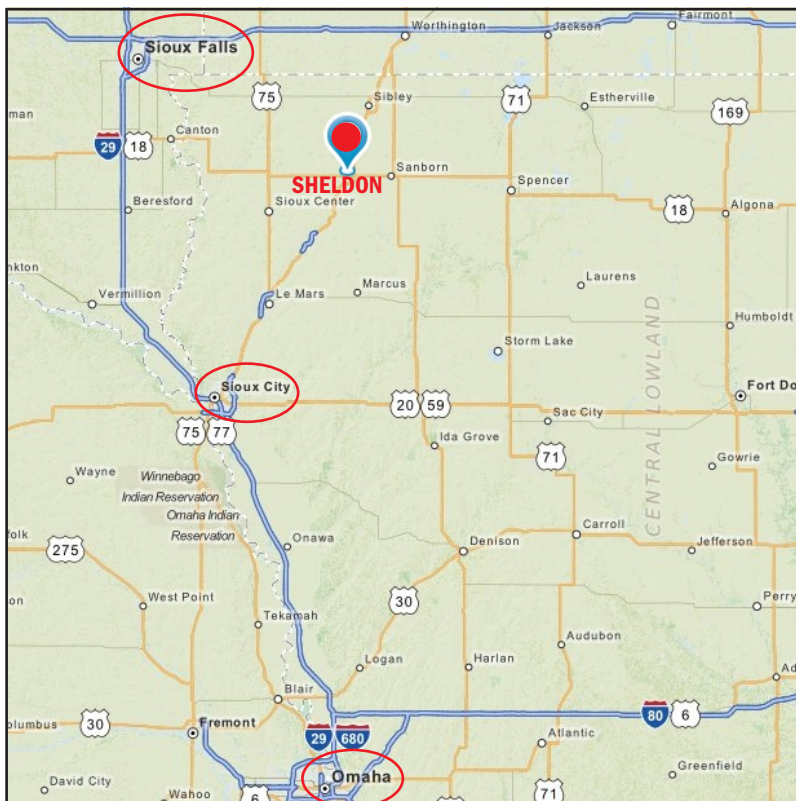 Fairmont
Worthington
Jackson
Sioux Falls
75
Sibley
71
Estherville
169
man
Canton
29
18
Sanborn
SHELDON
Spencer
Beresford
Sioux Center
18
Algona
nkton
Laurens
Marcus
Vermillion
Le Mars
Humboldt
Storm Lake
CENTRAL LOWLAND
Sioux City
Fort Do
20
59
Sac City
75
77
Ida Grove
71
Gowrie
Wayne
Winnebago
Indian Reservation
Omaha Indian
Reservation
folk
275
Onawa
Denison
Carroll
Jefferson
on
West Point
30
Perry
Tekamah
Audubon
Logan
Harlan
Ad
Blair
80
6
olumbus
30
Fremont
29
680
Atlantic
Omaha
Greenfield
David City
Wahoo
6
71